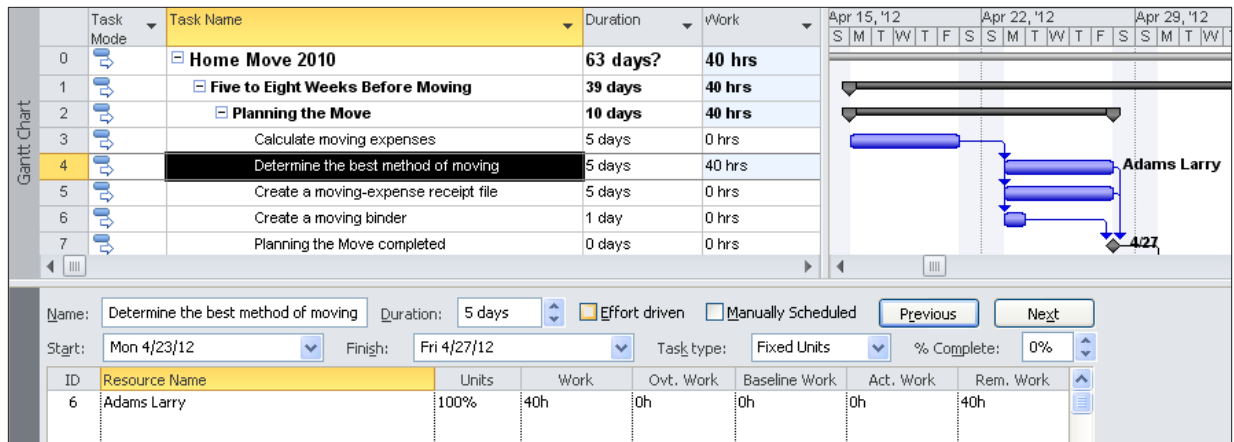 Task Mode Task Name Duration Work Apr 15, '12 Apr 22, '12 Apr 29, '12
S M T W T F S S M T W T F S S M T W T
0 Home Move 2010 63 days? 40 hrs
1 Five to Eight Weeks Before Moving 39 days 40 hrs
2 Planning the Move 10 days 40 hrs
3 Calculate moving expenses 5 days 0 hrs
4 Determine the best method of moving 5 days 40 hrs Adams Larry
5 Create a moving-expense receipt file 5 days 0 hrs
6 Create a moving binder 1 day 0 hrs
7 Planning the Move completed 0 days 0 hrs 4/27
Gantt Chart
Name: Determine the best method of moving Duration: 5 days Effort driven Manually Scheduled Previous Next
Start: Mon 4/23/12 Finish: Fri 4/27/12 Task type: Fixed Units % Complete: 0%
ID Resource Name Units Work Ovt. Work Baseline Work Act. Work Rem. Work
6 Adams Larry 100% 40h 0h 0h 0h 40h